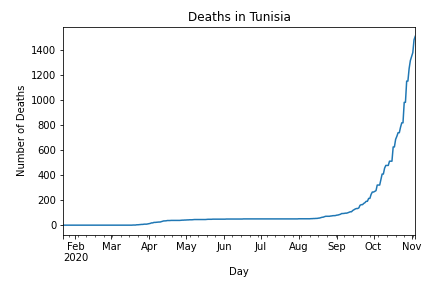 Deaths in Tunisia
Number of Deaths
1400
1200
1000
800
600
400
200
0
Feb Mar Apr May Jun Jul Aug Sep Oct Nov
2020
Day